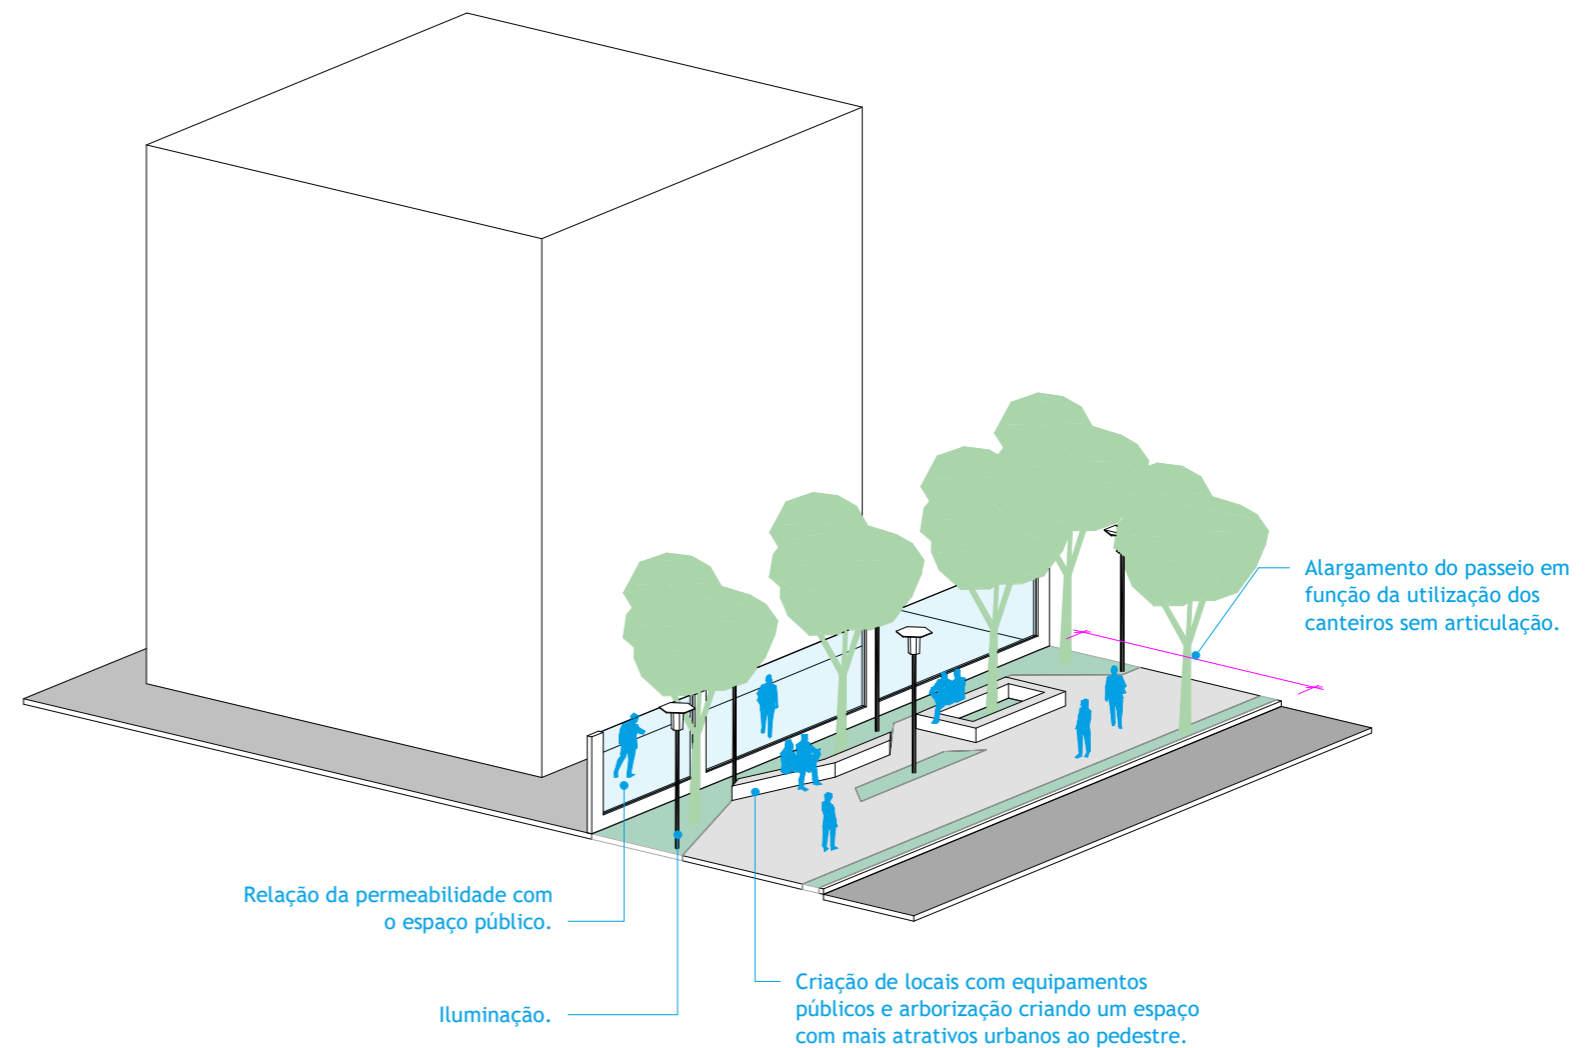 Alargamento do passeio em
função da utilização dos
canteiros sem articulação.
Relação da permeabilidade com
o espaço público.
Iluminação.
Criação de locais com equipamentos
públicos e arborização criando um espaço
com mais atrativos urbanos ao pedestre.